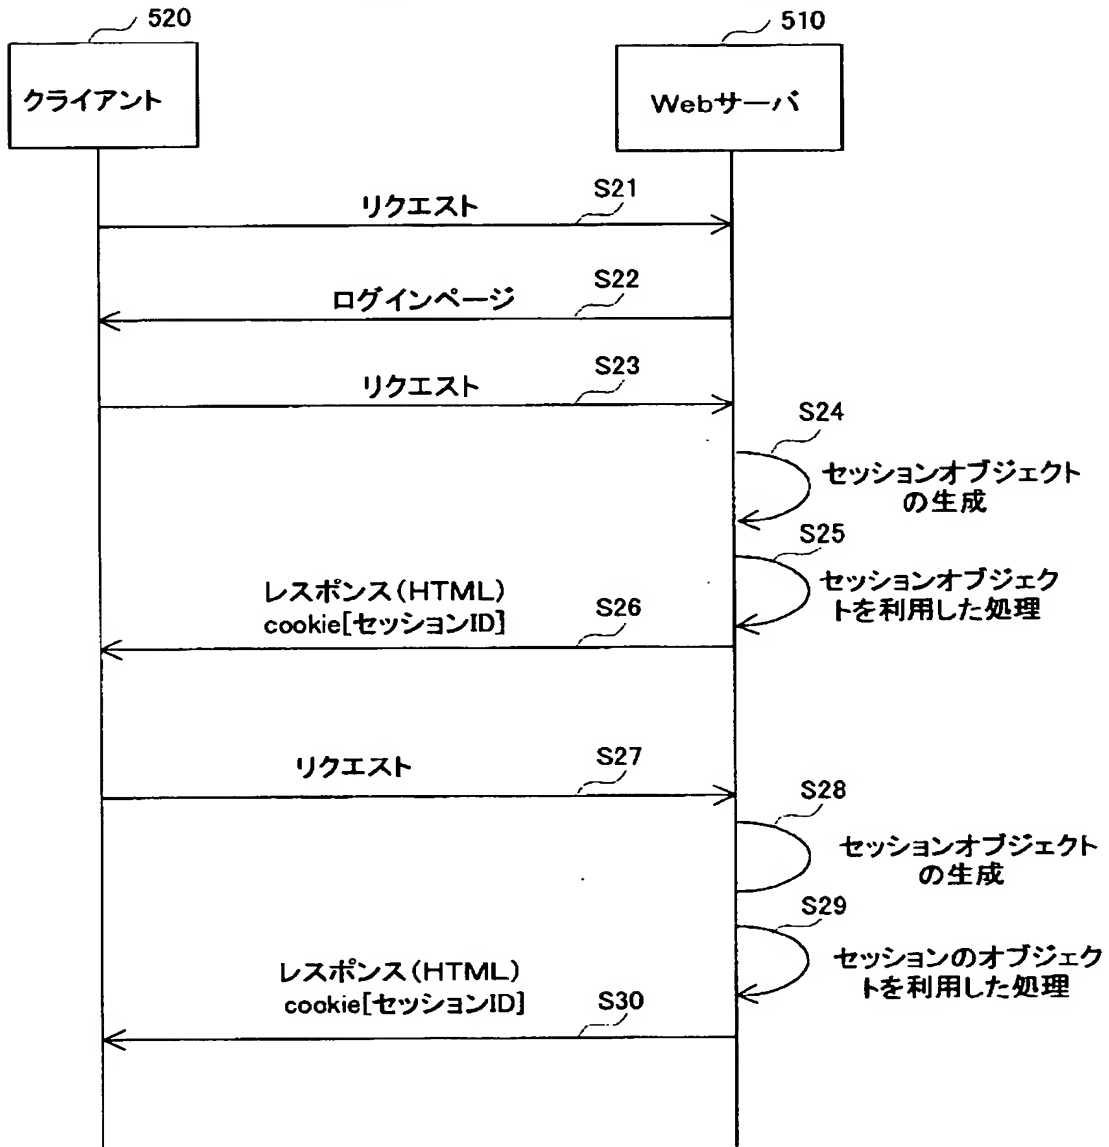 520
510
クライアント
Webサーバ
S21
リクエスト
S22
ログインページ
S23
リクエスト
S24
セッションオブジェクト
の生成
S25
セッションオブジェク
トを利用した処理
レスポンス(HTML)
cookie[セッションID]
S26
S27
リクエスト
S28
セッションオブジェクト
の生成
S29
セッションのオブジェク
トを利用した処理
レスポンス(HTML)
cookie[セッションID]
S30